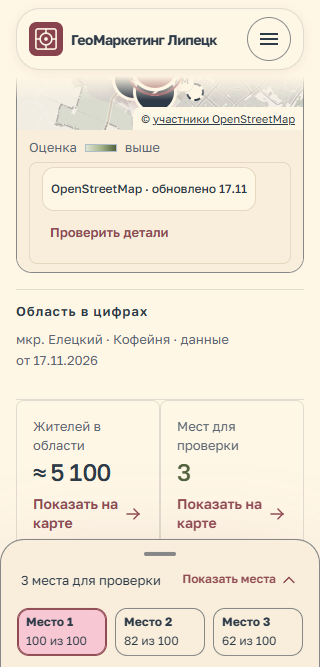 ГеоМаркетинг Липецк
© участники OpenStreetMap
Оценка выше
OpenStreetMap · обновлено 17.11
Проверить детали
Область в цифрах
мкр. Елецкий · Кофейня · данные
от 17.11.2026
Жителей в
области
≈ 5 100
Показать на
карте →
Мест для
проверки
3
Показать на
карте →
3 места для проверки
Показать места
Место 1
100 из 100
Место 2
82 из 100
Место 3
62 из 100